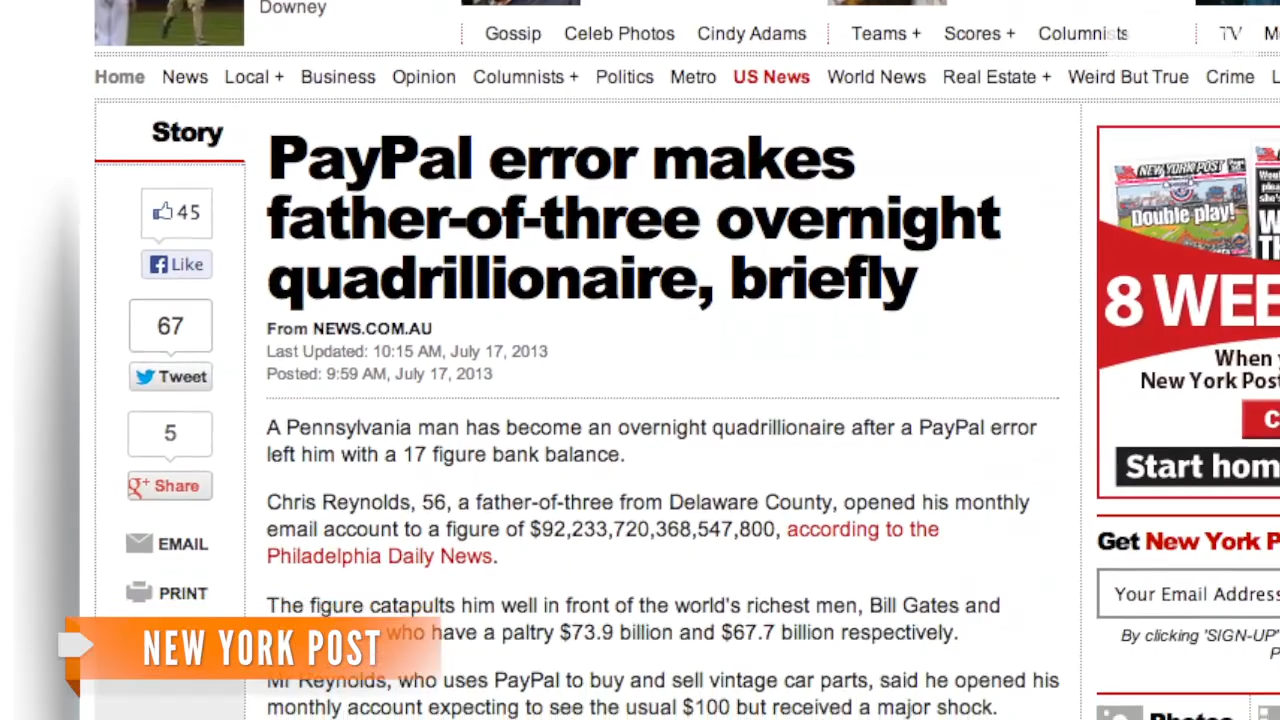 Downey
Gossip Celeb Photos Cindy Adams Teams + Scores + Columnists TV
Home News Local + Business Opinion Columnists + Politics Metro US News World News Real Estate + Weird But True Crime
Story
PayPal error makes
father-of-three overnight
quadrillionaire, briefly
From NEWS.COM.AU
Last Updated: 10:15 AM, July 17, 2013
Posted: 9:59 AM, July 17, 2013
45
Like
67
Tweet
5
Share
EMAIL
PRINT
A Pennsylvania man has become an overnight quadrillionaire after a PayPal error
left him with a 17 figure bank balance.
Chris Reynolds, 56, a father-of-three from Delaware County, opened his monthly
email account to a figure of $92,233,720,368,547,800, according to the
Philadelphia Daily News.
The figure catapults him well in front of the world's richest men, Bill Gates and
who have a paltry $73.9 billion and $67.7 billion respectively.
Mr Reynolds, who uses PayPal to buy and sell vintage car parts, said he opened his
monthly account expecting to see the usual $100 but received a major shock.
NEW YORK POST
NEW YORK POST
Double play!
8 WEE
When
New York Post
Start hom
Get New York P
Your Email Address
By clicking 'SIGN-UP'
Photos